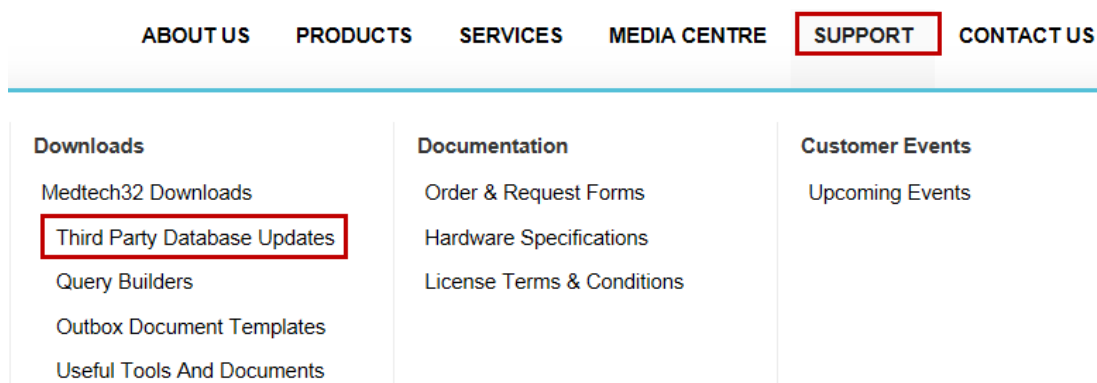 ABOUT US PRODUCTS SERVICES MEDIA CENTRE SUPPORT CONTACT US
Downloads
Medtech32 Downloads
Third Party Database Updates
Query Builders
Outbox Document Templates
Useful Tools And Documents
Documentation
Order & Request Forms
Hardware Specifications
License Terms & Conditions
Customer Events
Upcoming Events